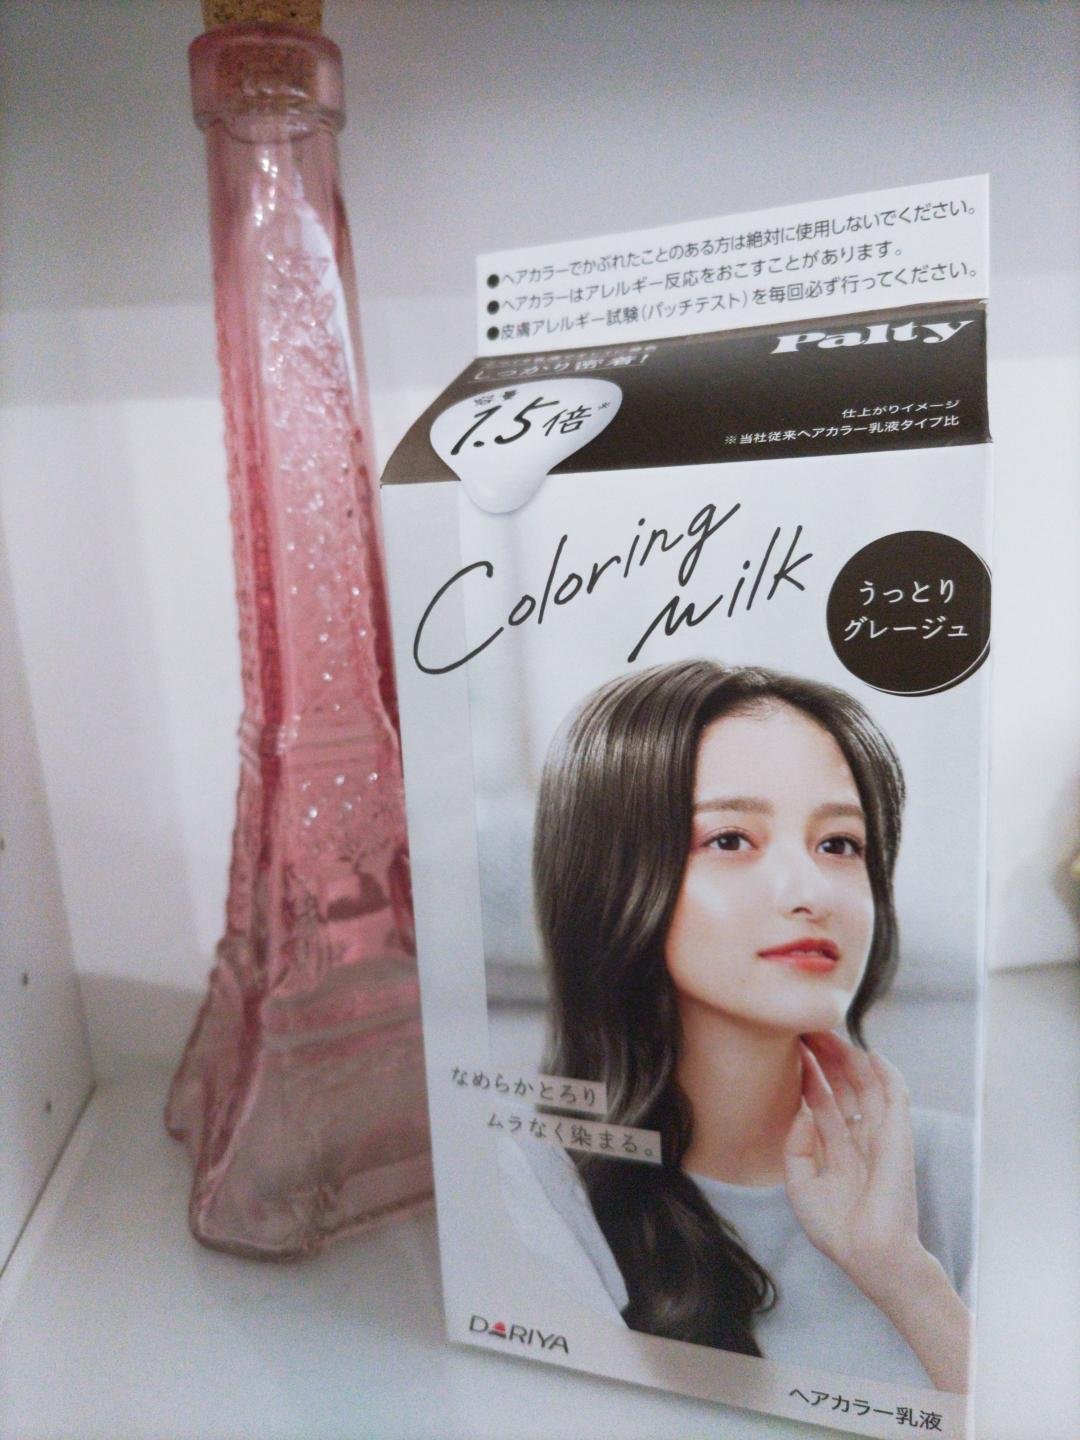 ●ヘアカラーでかぶれたことのある方は絶対に使用しないでください。
●ヘアカラーはアレルギー反応をおこすことがあります。
●皮膚アレルギー試験(パッチテスト)を毎回必ず行ってください。
Palty
しっかり密着!
容量
1.5倍※
仕上がりイメージ
※当社従来ヘアカラー乳液タイプ比
Coloring
Milk
うっとり
グレージュ
なめらかとろり
ムラなく染まる。
DARIYA
ヘアカラー乳液